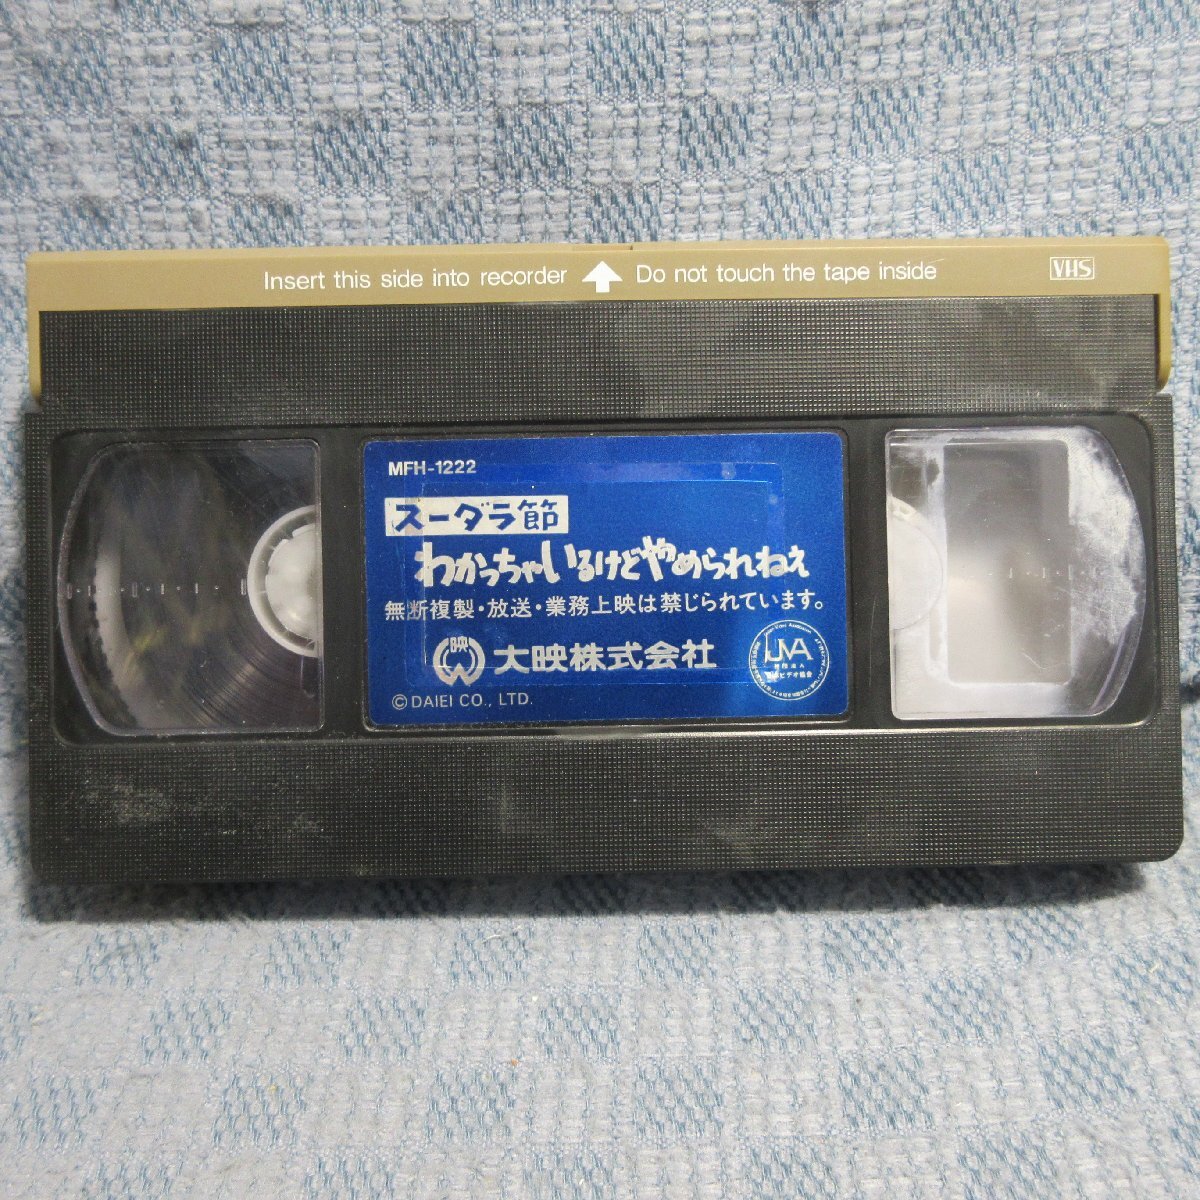 Insert this side into recorder Do not touch the tape inside VHS
MFH-1222
スーダラ節
わかっちゃいるけどやめられねえ
無断複製・放送・業務上映は禁じられています。
映 大映株式会社
JVA
©DAIEI CO., LTD.